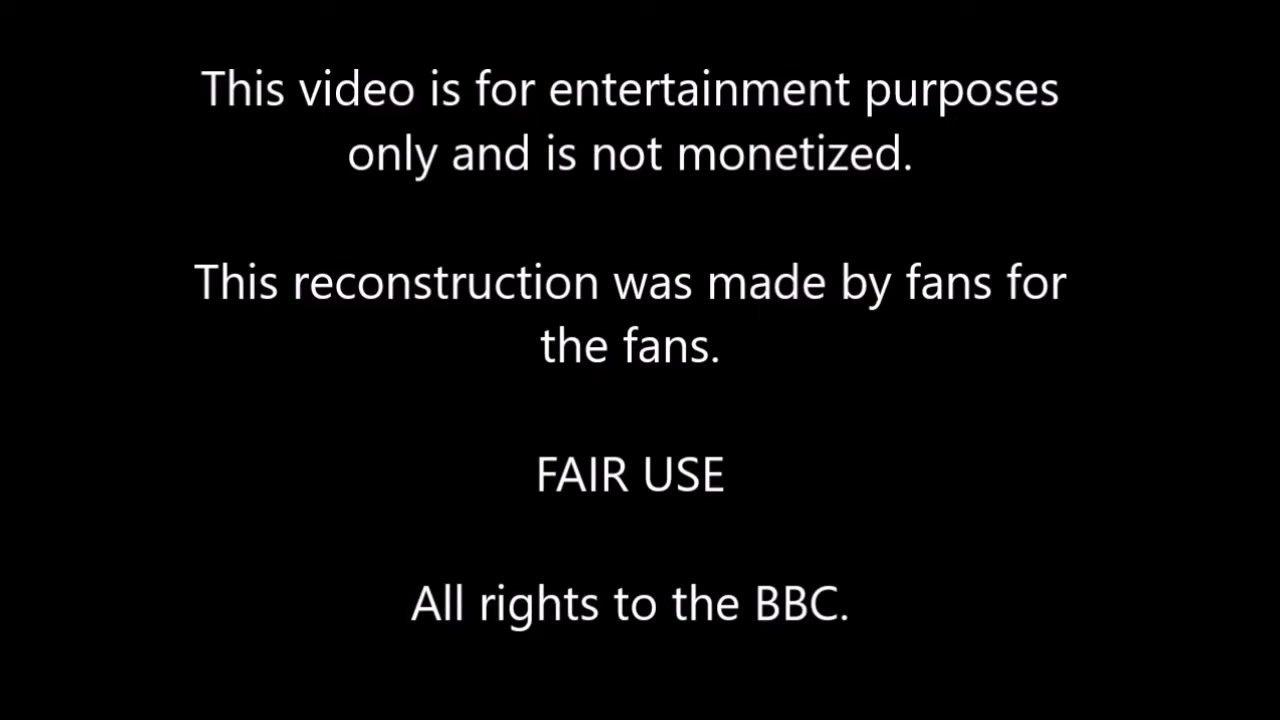 This video is for entertainment purposes
only and is not monetized.
This reconstruction was made by fans for
the fans.
FAIR USE
All rights to the BBC.